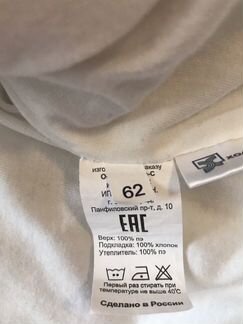 изго
заказу
О
-С
ИП
62
Панфиловский пр-т, д. 10
EAC
Верх: 100% пэ
Подкладка: 100% хлопок
Утеплитель: 100% пэ
Первый раз стирать при
температуре не выше 40°C
Сделано в России